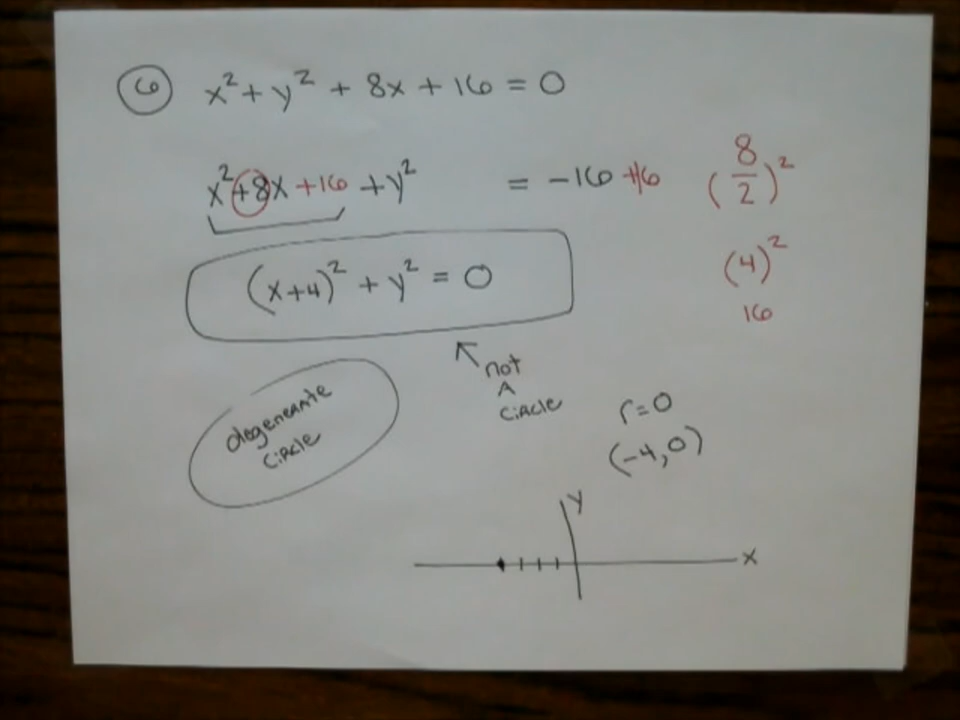 6 x² + y² + 8x + 16 = 0
x² + 8x + 16 + y² = -16 + 16 (8/2)²
(4)²
16
(x+4)² + y² = 0
not
A
circle
degeneante
circle
r=0
(-4,0)
y
x